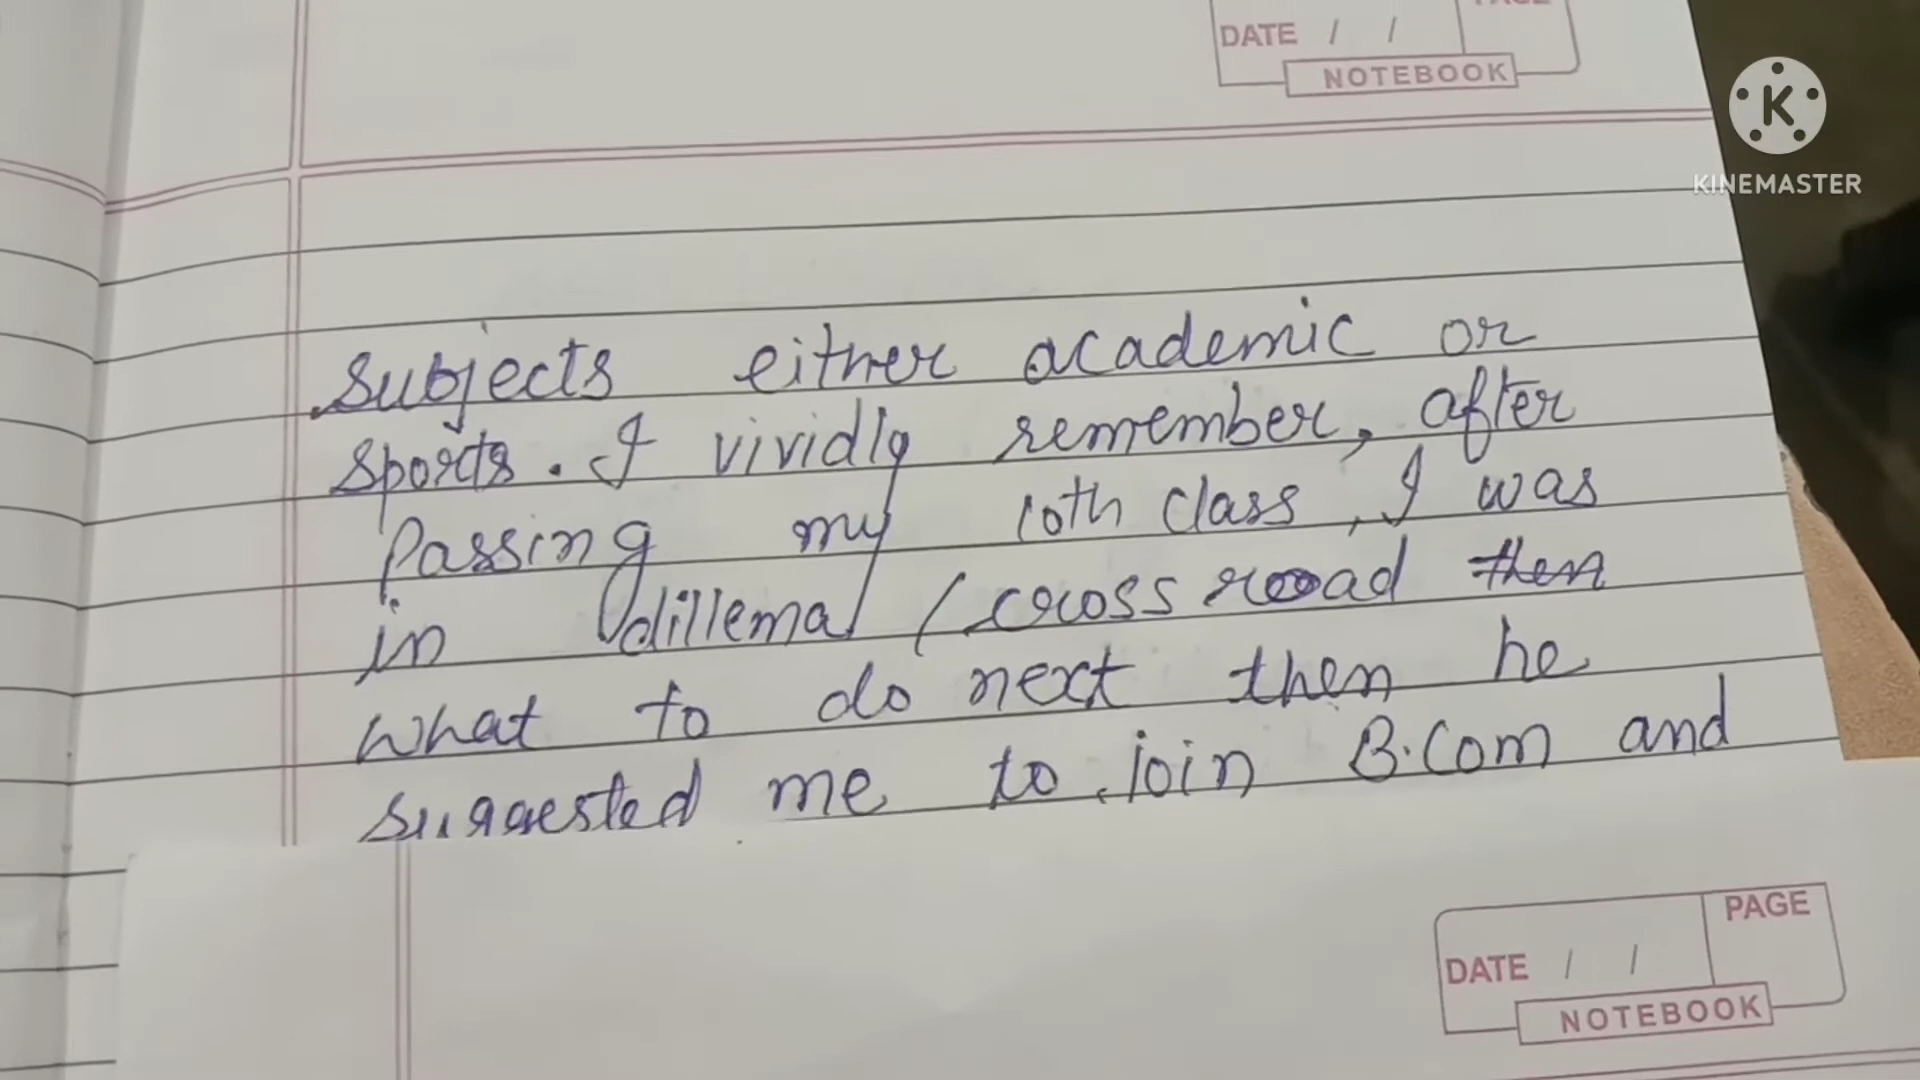 DATE / /
NOTEBOOK
K
KINEMASTER
subjects either academic or
sports. I vividly remember, after
passing my 10th class, I was
in dillema / cross road then
what to do next then he
suggested me to join B.Com and
PAGE
DATE / /
NOTEBOOK